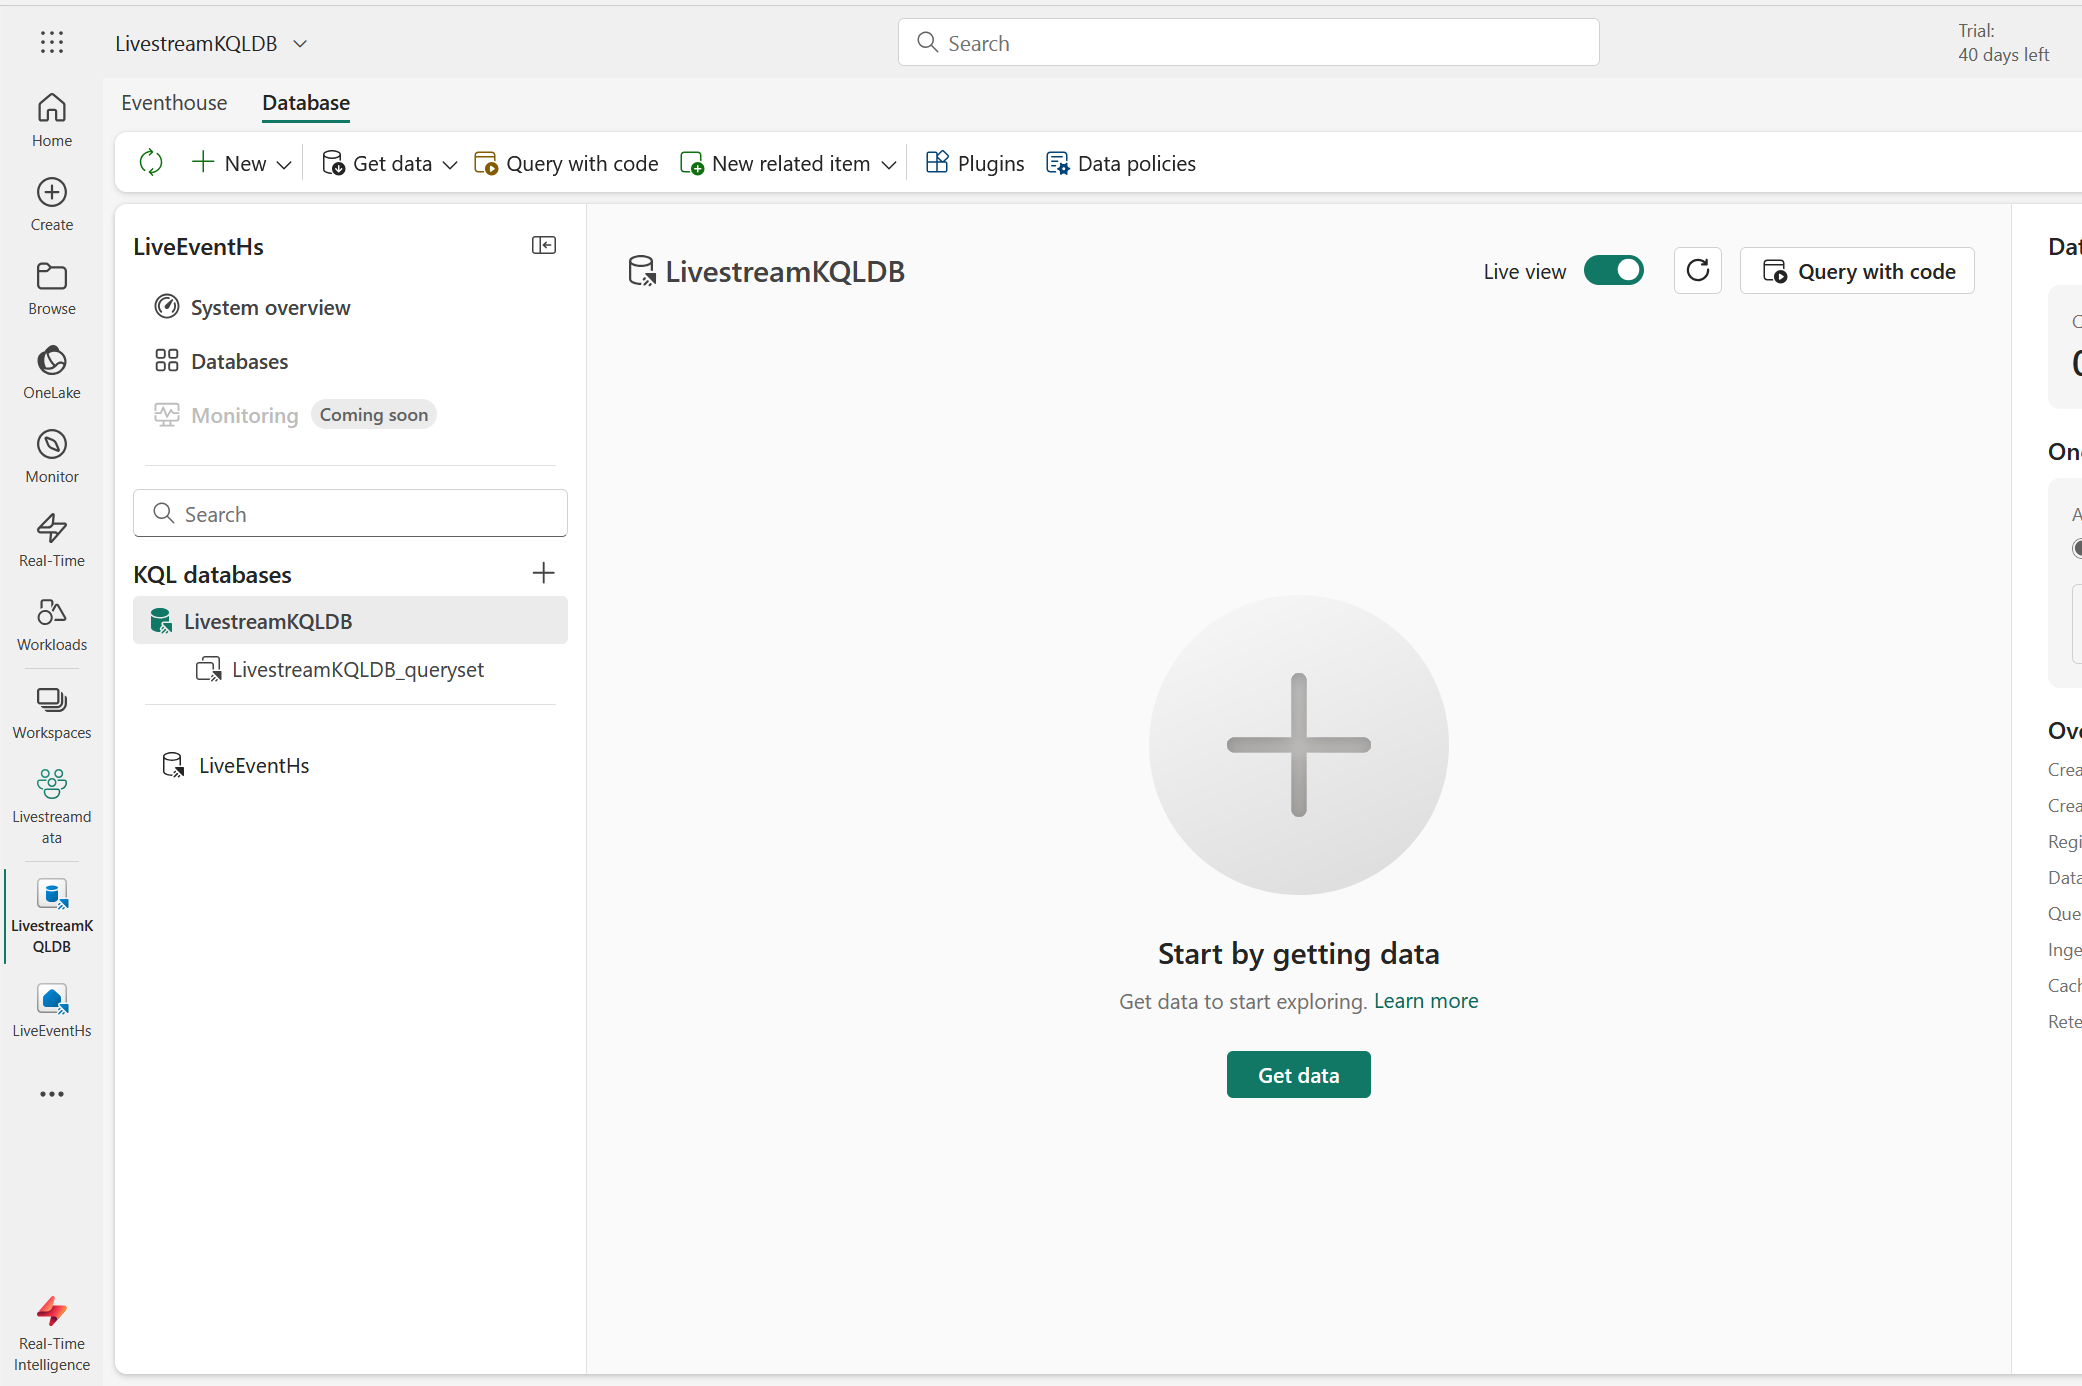 LivestreamKQLDB
Search
Trial:
40 days left
Home
Create
Browse
OneLake
Monitor
Real-Time
Workloads
Workspaces
Livestreamd
ata
LivestreamK
QLDB
LiveEventHs
Real-Time
Intelligence
Eventhouse Database
New Get data Query with code New related item Plugins Data policies
LiveEventHs
System overview
Databases
Monitoring Coming soon
Search
KQL databases
LivestreamKQLDB
LivestreamKQLDB_queryset
LiveEventHs
LivestreamKQLDB
Live view Query with code
Start by getting data
Get data to start exploring. Learn more
Get data